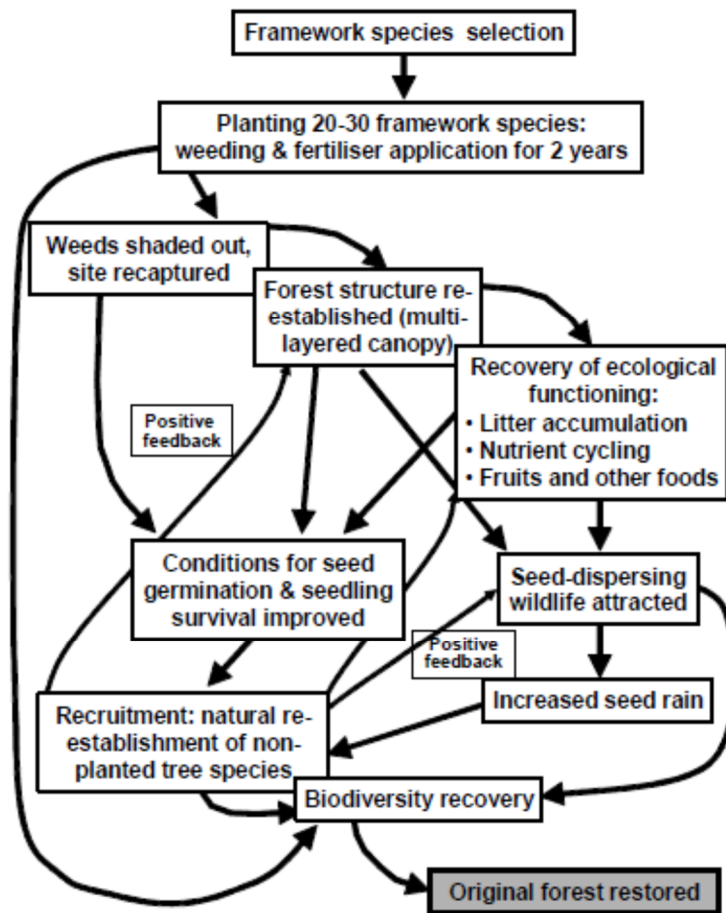 Framework species selection
Planting 20-30 framework species:
weeding & fertiliser application for 2 years
Weeds shaded out,
site recaptured
Forest structure re-
established (multi-
layered canopy)
Recovery of ecological
functioning:
• Litter accumulation
• Nutrient cycling
• Fruits and other foods
Positive
feedback
Conditions for seed
germination & seedling
survival improved
Seed-dispersing
wildlife attracted
Positive
feedback
Increased seed rain
Recruitment: natural re-
establishment of non-
planted tree species
Biodiversity recovery
Original forest restored